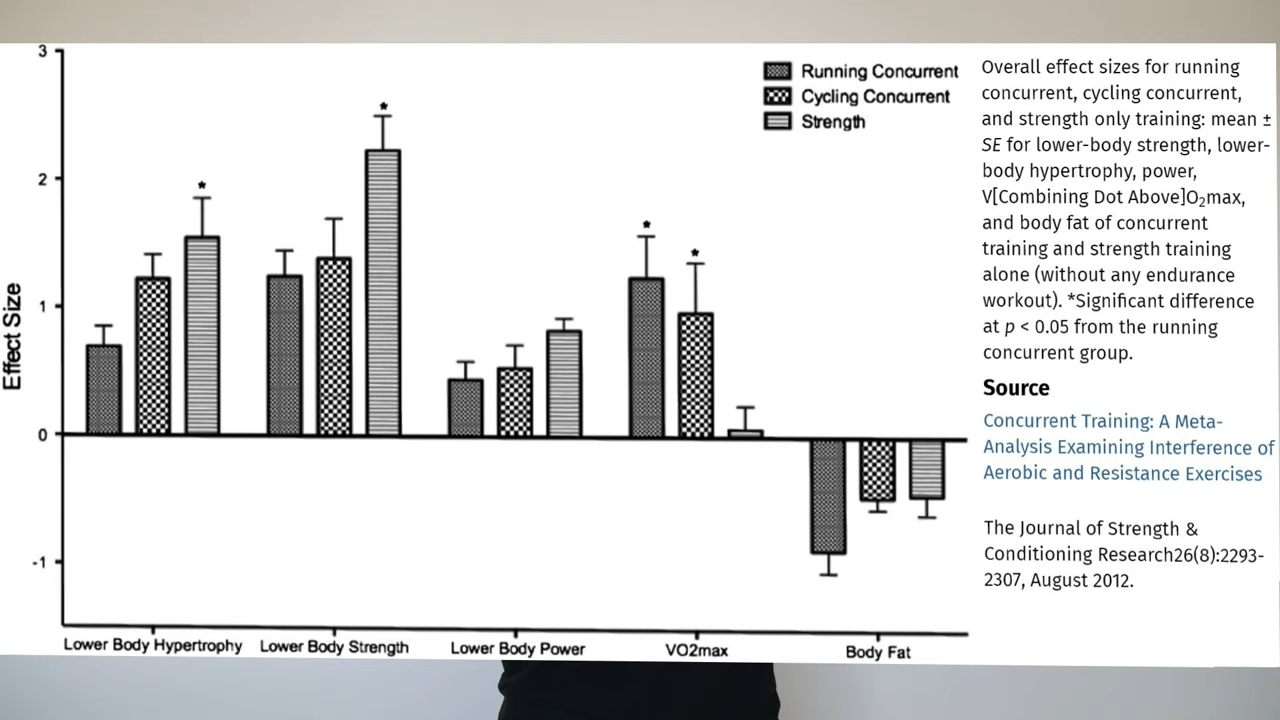 3
2
1
0
-1
Effect Size
*
*
*
*
Running Concurrent
Cycling Concurrent
Strength
Lower Body Hypertrophy
Lower Body Strength
Lower Body Power
VO2max
Body Fat
Overall effect sizes for running
concurrent, cycling concurrent,
and strength only training: mean ±
SE for lower-body strength, lower-
body hypertrophy, power,
V[Combining Dot Above]O₂max,
and body fat of concurrent
training and strength training
alone (without any endurance
workout). *Significant difference
at p < 0.05 from the running
concurrent group.
Source
Concurrent Training: A Meta-
Analysis Examining Interference of
Aerobic and Resistance Exercises
The Journal of Strength &
Conditioning Research26(8):2293-
2307, August 2012.